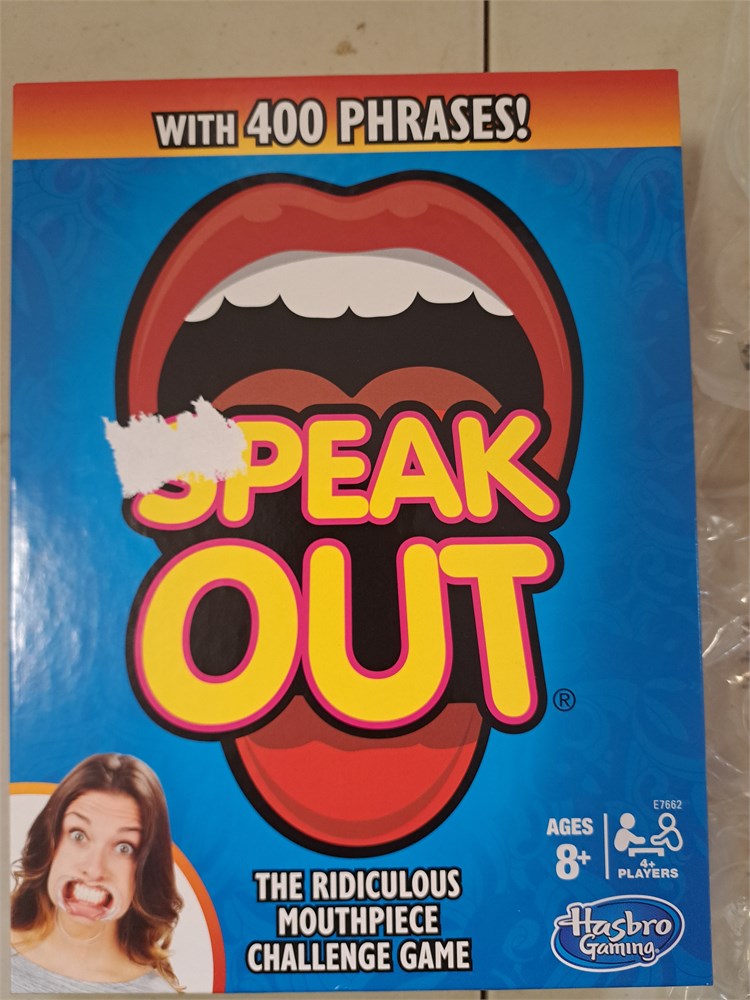 WITH 400 PHRASES!
SPEAK
OUT®
E7662
AGES
8+
4+
PLAYERS
THE RIDICULOUS
MOUTHPIECE
CHALLENGE GAME
Hasbro
Gaming